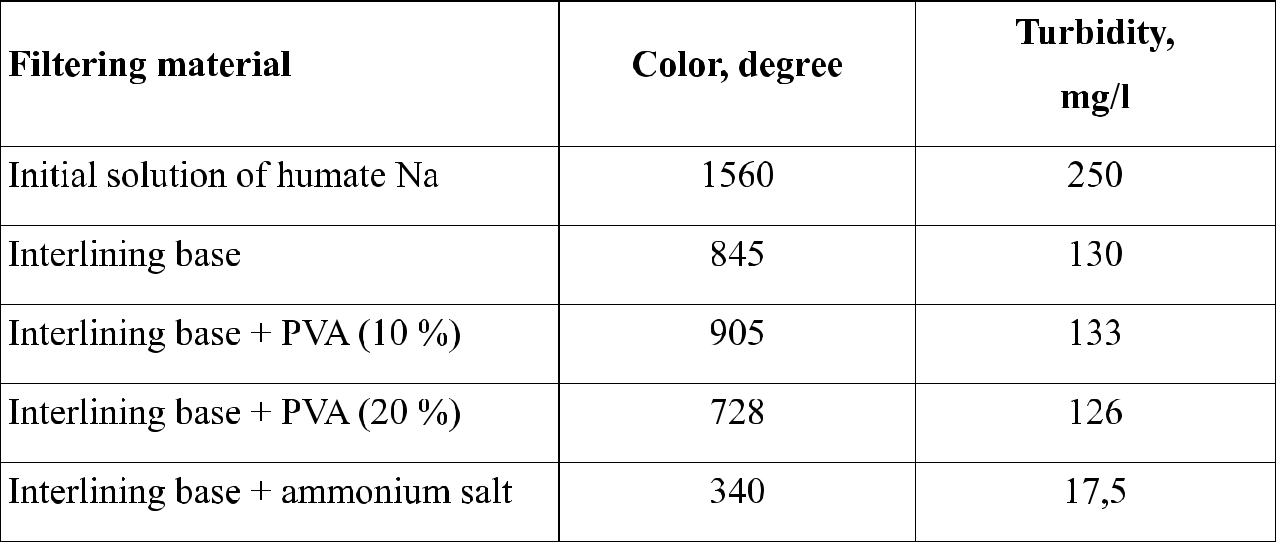 Filtering material Color, degree Turbidity,
mg/l
Initial solution of humate Na 1560 250
Interlining base 845 130
Interlining base + PVA (10 %) 905 133
Interlining base + PVA (20 %) 728 126
Interlining base + ammonium salt 340 17,5